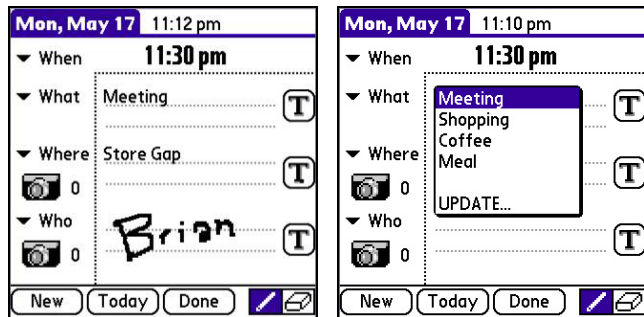 Mon, May 17 11:12 pm
When 11:30 pm
What Meeting T
Where Store Gap T
0
Who Brian T
0
New Today Done
Mon, May 17 11:10 pm
When 11:30 pm
What Meeting T
Shopping
Coffee
Where Meal T
0
UPDATE...
Who T
0
New Today Done